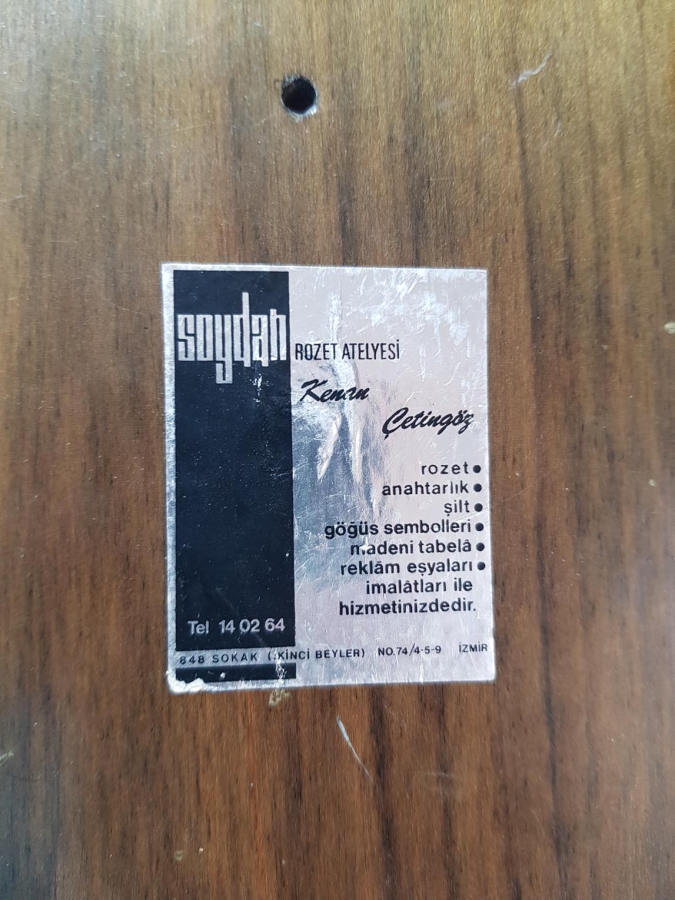 soydan ROZET ATELYESİ
Kenan
Çetingöz
rozet•
anahtarlık•
şilt•
göğüs sembolleri•
madeni tabelâ•
reklâm eşyaları•
imalâtları ile
hizmetinizdedir.
Tel 14 02 64
848 SOKAK (İKİNCİ BEYLER) NO.74/4-5-9 İZMİR